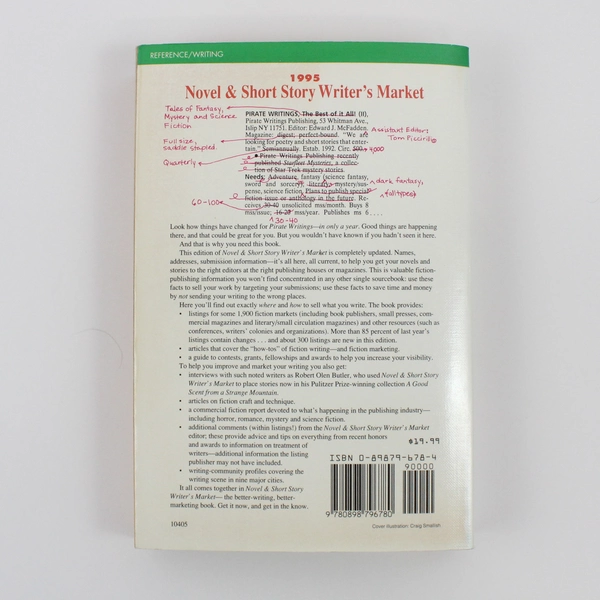 REFERENCE/WRITING
1995
Novel & Short Story Writer's Market
Tales of Fantasy,
Mystery and Science
Fiction
Full size,
saddle stapled.
Quarterly
60-100
PIRATE WRITINGS, The Best of it All! (II),
Pirate Writings Publishing, 53 Whitman Ave.,
Islip NY 11751. Editor: Edward J. McFadden.
Magazine: digest; perfect-bound. "We are
looking for poetry and short stories that enter-
tain." Semiannually. Estab. 1992. Circ. 500.
• Pirate Writings Publishing recently
published Starfleet Mysteries, a collec-
tion of Star Trek mystery stories.
Needs: Adventure, fantasy (science fantasy,
sword and sorcery), literary, mystery/sus-
pense, science fiction. Plans to publish special
fiction issue or anthology in the future. Re-
ceives 30-40 unsolicited mss/month. Buys 8
mss/issue; 16-20 mss/year. Publishes ms 6 . . . .
Assistant Editor:
Tom Piccirilli
4,000
dark fantasy,
(all types)
30-40
Look how things have changed for Pirate Writings—in only a year. Good things are happening
there, and that could be great for you. But you wouldn't have known if you hadn't seen it here.
And that is why you need this book.
This edition of Novel & Short Story Writer's Market is completely updated. Names,
addresses, submission information—it's all here, all current, to help you get your novels and
stories to the right editors at the right publishing houses or magazines. This is valuable fiction-
publishing information you won't find concentrated in any other single sourcebook: use these
facts to sell your work by targeting your submissions; use these facts to save time and money
by not sending your writing to the wrong places.
Here you'll find out exactly where and how to sell what you write. The book provides:
• listings for some 1,900 fiction markets (including book publishers, small presses, com-
mercial magazines and literary/small circulation magazines) and other resources (such as
conferences, writers' colonies and organizations). More than 85 percent of last year's
listings contain changes . . . and about 300 listings are new in this edition.
• articles that cover the "how-tos" of fiction writing—and fiction marketing.
• a guide to contests, grants, fellowships and awards to help you increase your visibility.
To help you improve and market your writing you also get:
• interviews with such noted writers as Robert Olen Butler, who used Novel & Short Story
Writer's Market to place stories now in his Pulitzer Prize-winning collection A Good
Scent from a Strange Mountain.
• articles on fiction craft and technique.
• a commercial fiction report devoted to what's happening in the publishing industry—
including horror, romance, mystery and science fiction.
• additional comments (within listings!) from the Novel & Short Story Writer's Market
editor; these provide advice and tips on everything from recent honors
and awards to information on treatment of
writers—additional information the listing
publisher may not have included.
• writing-community profiles covering the
writing scene in nine major cities.
It all comes together in Novel & Short Story
Writer's Market— the better-writing, better-
marketing book. Get it now, and get in the know.
$19.99
ISBN 0-89879-678-4
90000
9 780898 796780
10405
Cover illustration: Craig Smallish